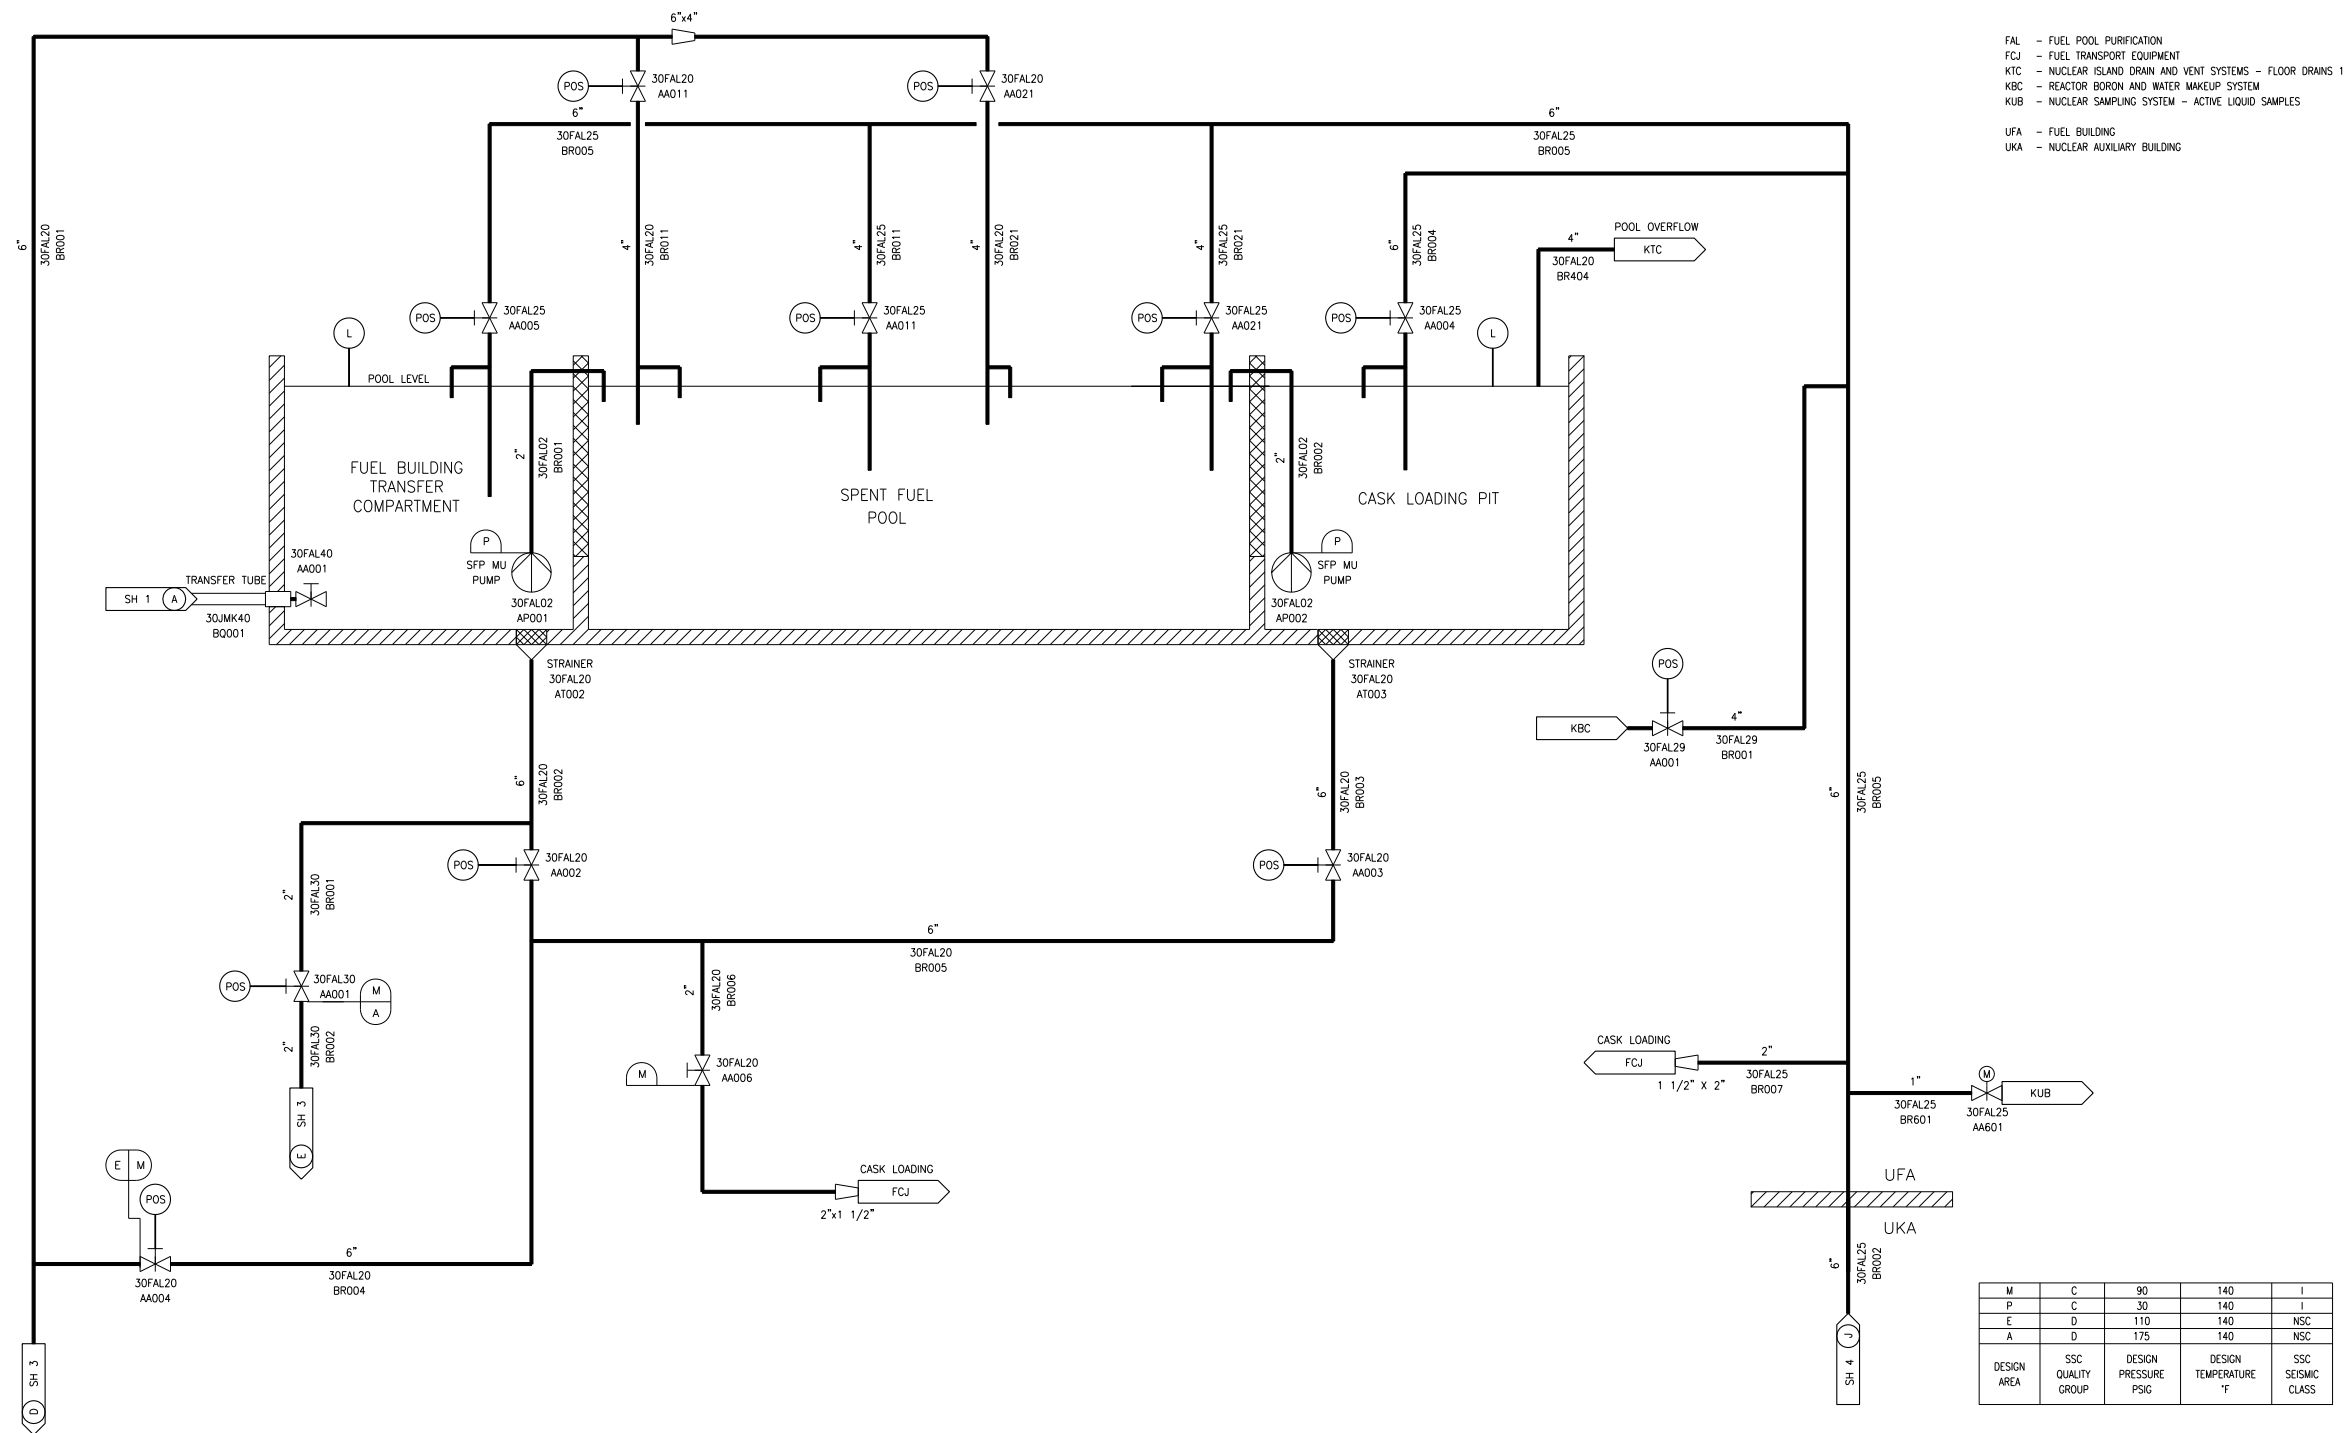 6"x4"
FAL - FUEL POOL PURIFICATION
FCJ - FUEL TRANSPORT EQUIPMENT
KTC - NUCLEAR ISLAND DRAIN AND VENT SYSTEMS - FLOOR DRAINS 1
KBC - REACTOR BORON AND WATER MAKEUP SYSTEM
KUB - NUCLEAR SAMPLING SYSTEM - ACTIVE LIQUID SAMPLES
UFA - FUEL BUILDING
UKA - NUCLEAR AUXILIARY BUILDING
POS
30FAL20
AA011
POS
30FAL20
AA021
6"
30FAL25
BR005
6"
30FAL25
BR005
6"
30FAL20
BR001
4"
30FAL20
BR011
4"
30FAL25
BR011
4"
30FAL20
BR021
4"
30FAL25
BR021
6"
30FAL25
BR004
POOL OVERFLOW
4"
KTC
30FAL20
BR404
POS
30FAL25
AA005
POS
30FAL25
AA011
POS
30FAL25
AA021
POS
30FAL25
AA004
L
L
POOL LEVEL
FUEL BUILDING
TRANSFER
COMPARTMENT
2"
30FAL02
BR001
SPENT FUEL
POOL
2"
30FAL02
BR002
CASK LOADING PIT
P
SFP MU
PUMP
30FAL02
AP001
P
SFP MU
PUMP
30FAL02
AP002
30FAL40
AA001
TRANSFER TUBE
SH 1
A
30JMK40
BQ001
STRAINER
30FAL20
AT002
STRAINER
30FAL20
AT003
POS
KBC
4"
30FAL29
AA001
30FAL29
BR001
6"
30FAL20
BR002
6"
30FAL20
BR003
6"
30FAL25
BR005
POS
30FAL20
AA002
POS
30FAL20
AA003
2"
30FAL30
BR001
6"
30FAL20
BR005
POS
30FAL30
AA001
M
A
2"
30FAL20
BR006
2"
30FAL30
BR002
M
30FAL20
AA006
SH 3
E
CASK LOADING
FCJ
1 1/2" X 2"
2"
30FAL25
BR007
1"
30FAL25
BR601
M
30FAL25
AA601
KUB
E
M
POS
CASK LOADING
FCJ
2"x1 1/2"
UFA
UKA
6"
30FAL20
BR004
30FAL20
AA004
6"
30FAL25
BR002
SH 3
D
J
SH 4
M C 90 140 I
P C 30 140 I
E D 110 140 NSC
A D 175 140 NSC
DESIGN
AREA
SSC
QUALITY
GROUP
DESIGN
PRESSURE
PSIG
DESIGN
TEMPERATURE
°F
SSC
SEISMIC
CLASS